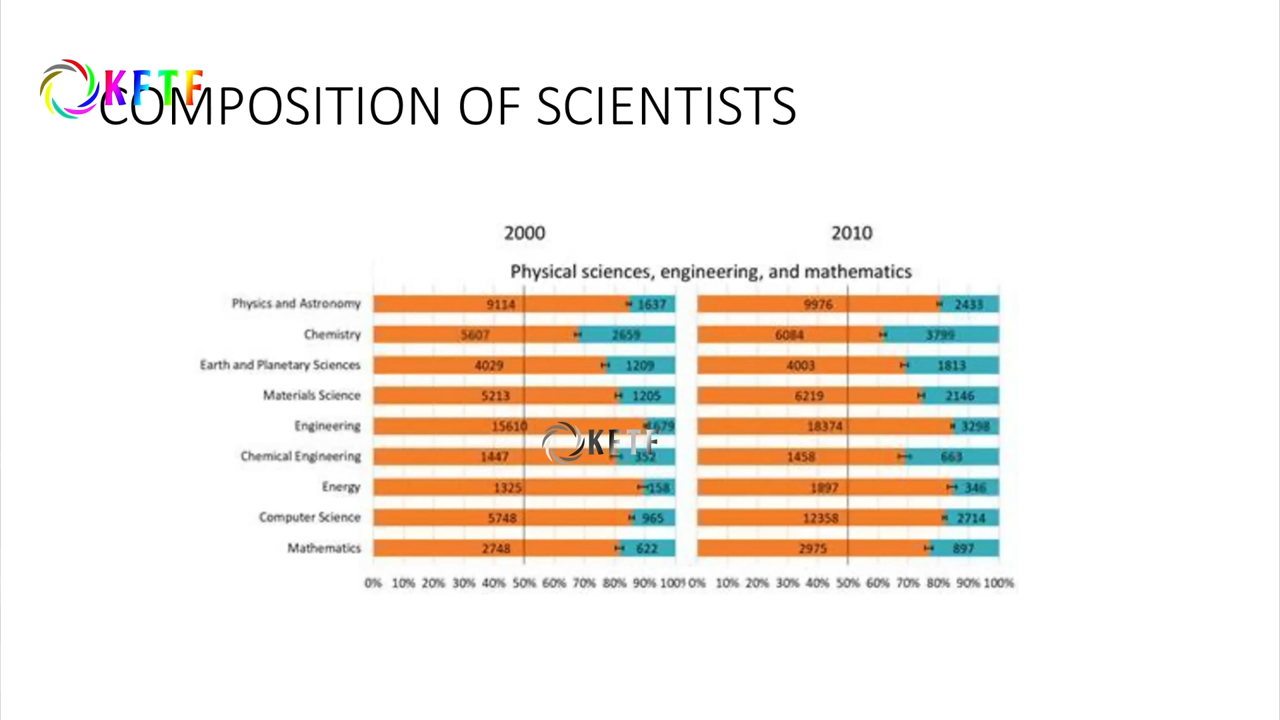 KFTF
COMPOSITION OF SCIENTISTS
2000 2010
Physical sciences, engineering, and mathematics
Physics and Astronomy 9114 1637 9976 2433
Chemistry 5607 2659 6084 3799
Earth and Planetary Sciences 4029 1209 4003 1813
Materials Science 5213 1205 6219 2146
Engineering 15610 1679 18374 3298
KFTF
Chemical Engineering 1447 352 1458 663
Energy 1325 158 1897 346
Computer Science 5748 965 12358 2714
Mathematics 2748 622 2975 897
0% 10% 20% 30% 40% 50% 60% 70% 80% 90% 0% 10% 20% 30% 40% 50% 60% 70% 80% 90% 100%